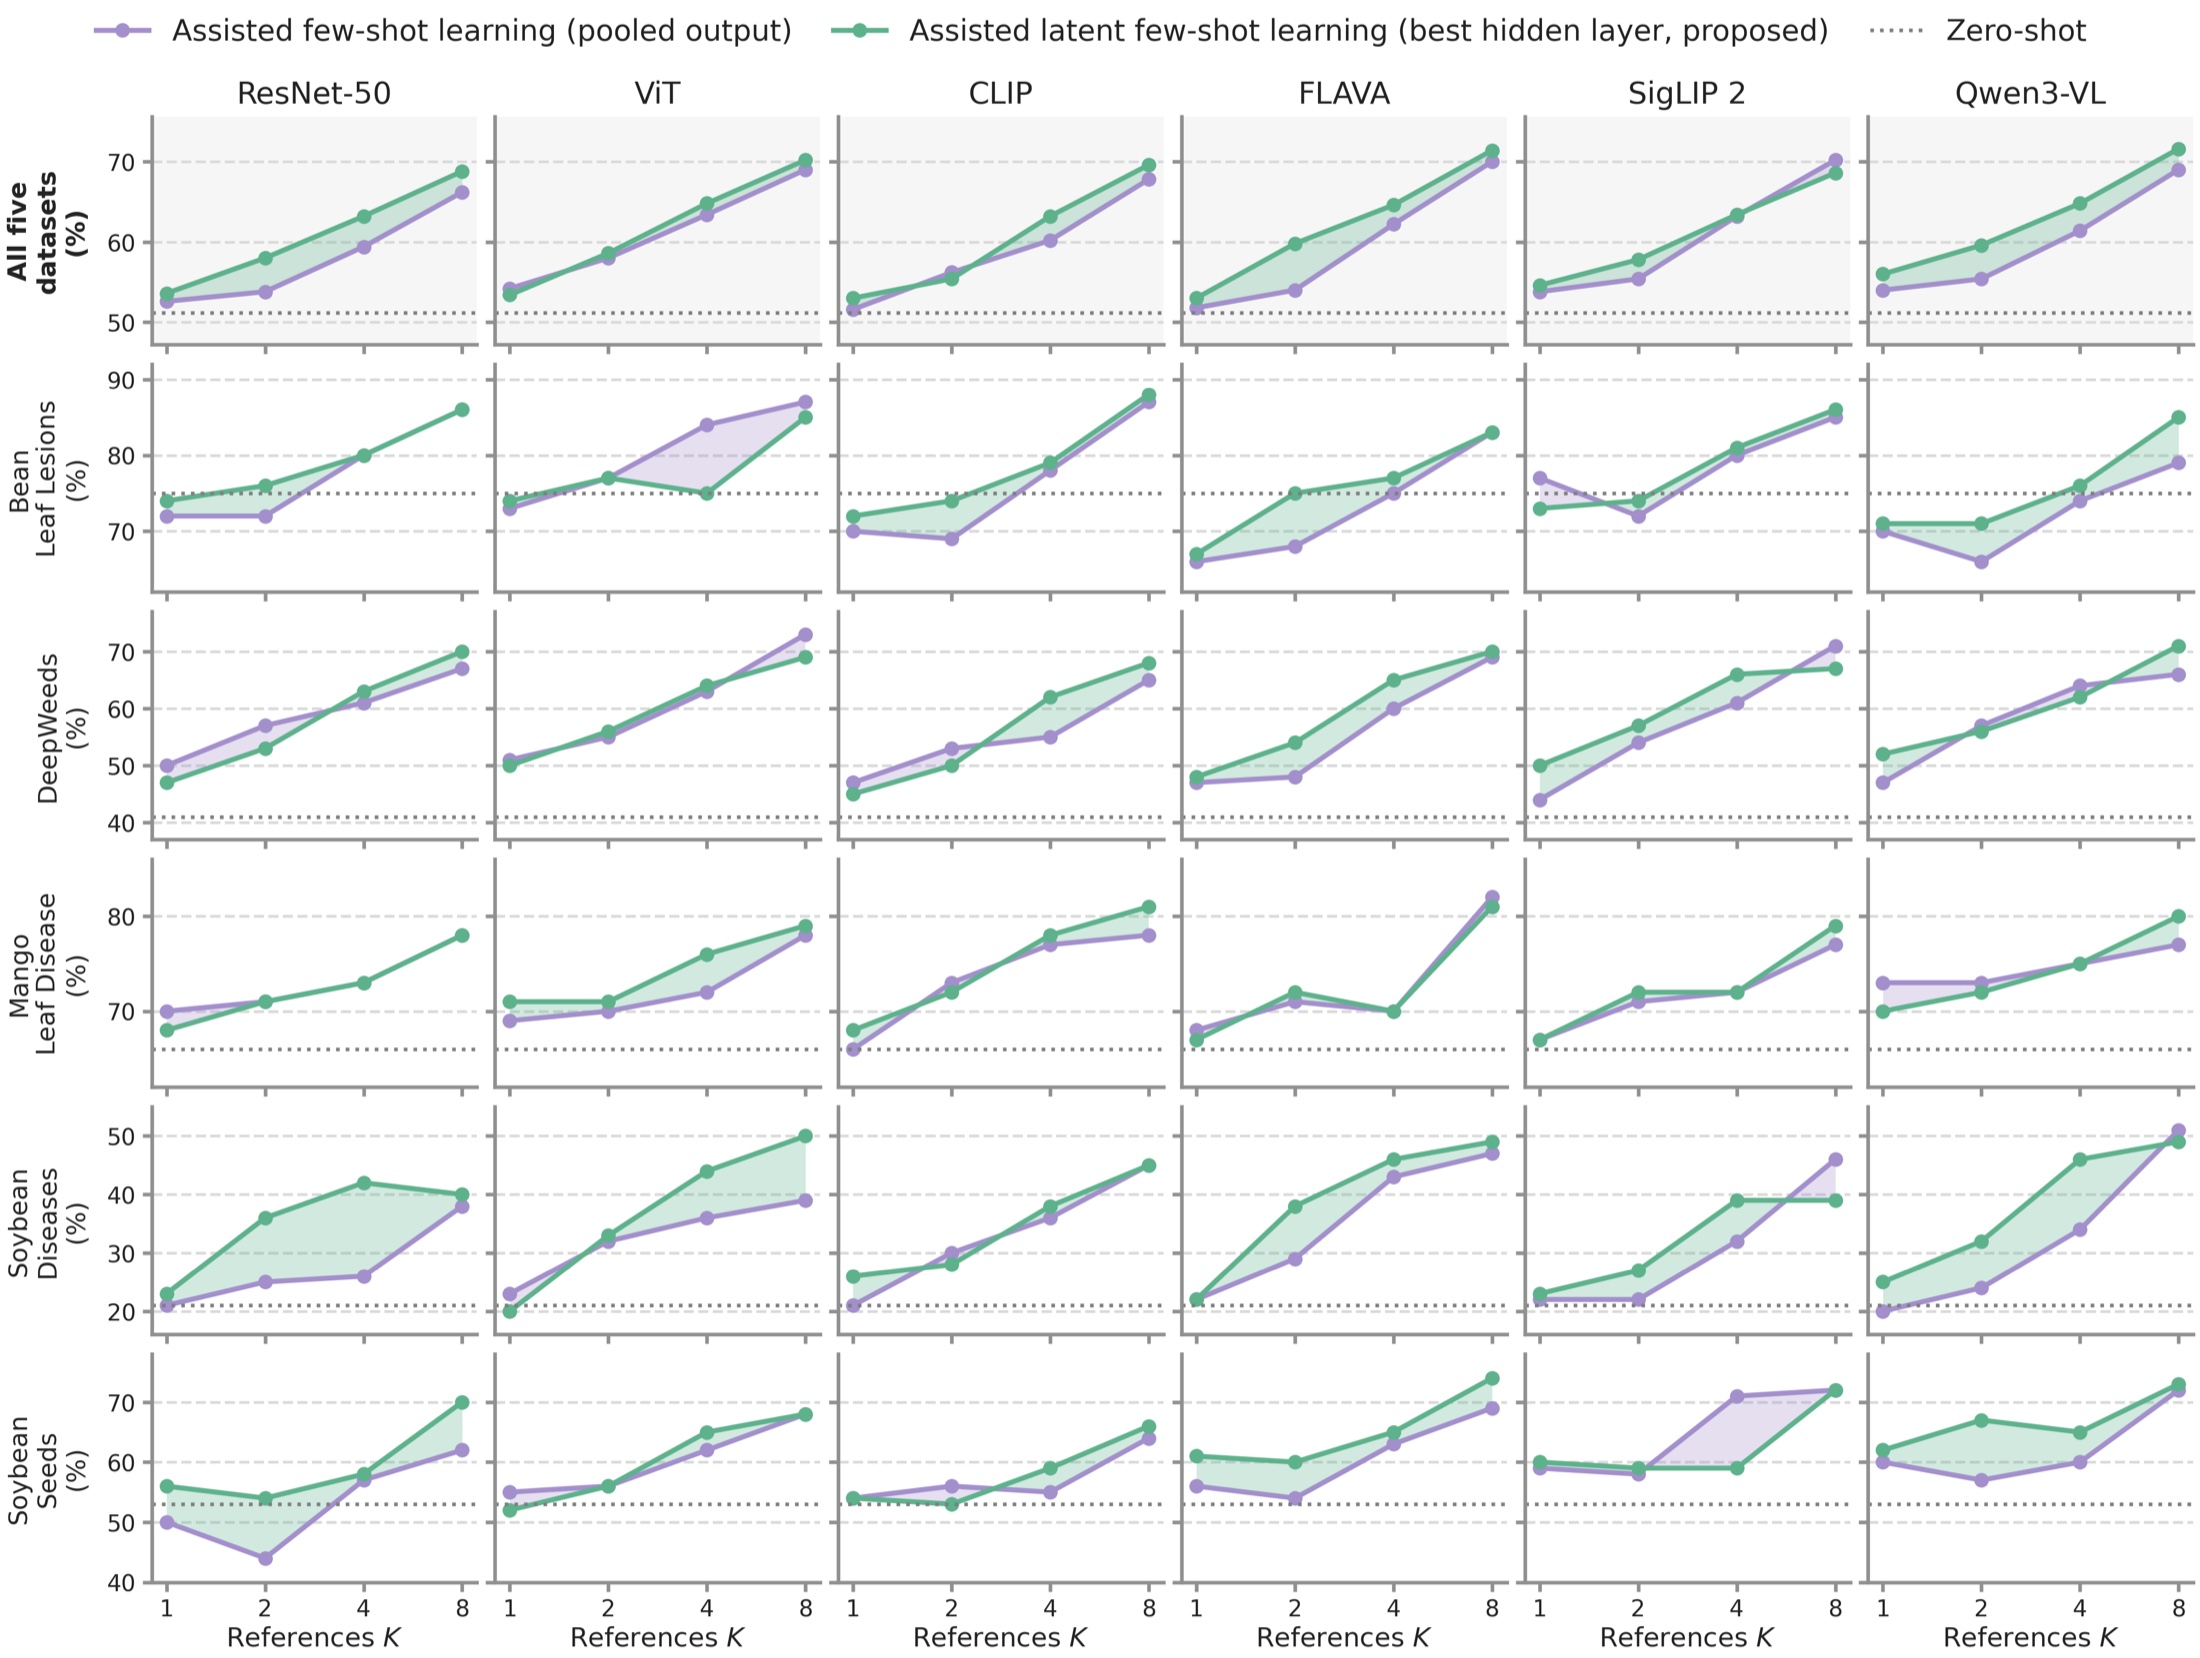 Assisted few-shot learning (pooled output) Assisted latent few-shot learning (best hidden layer, proposed) Zero-shot
ResNet-50 ViT CLIP FLAVA SigLIP 2 Qwen3-VL
All five
datasets
(%)
70
60
50
Bean
Leaf Lesions
(%)
90
80
70
DeepWeeds
(%)
70
60
50
40
Mango
Leaf Disease
(%)
80
70
Soybean
Diseases
(%)
50
40
30
20
Soybean
Seeds
(%)
70
60
50
40
1 2 4 8 1 2 4 8 1 2 4 8 1 2 4 8 1 2 4 8 1 2 4 8
References K References K References K References K References K References K